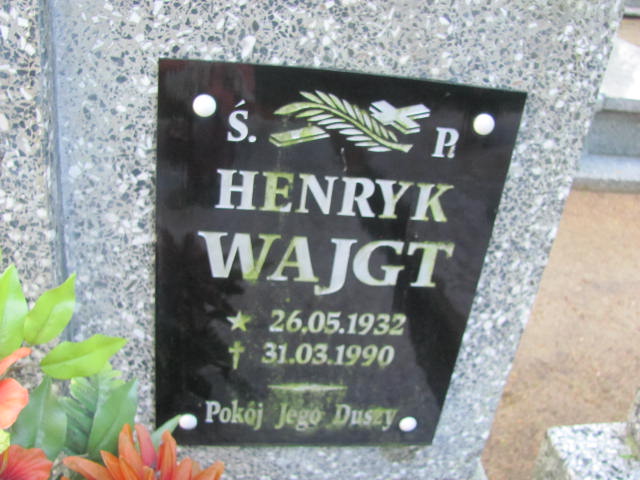 Ś. P.
HENRYK
WAJGT
★ 26.05.1932
✝ 31.03.1990
Pokój Jego Duszy